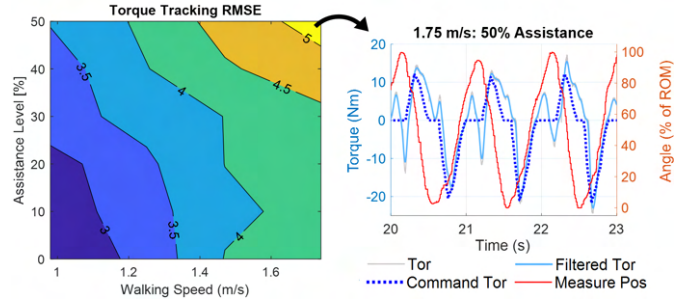 Torque Tracking RMSE
Assistance Level [%]
50
40
30
20
10
0
3.5
4
5
4.5
3
3.5
4
1
1.2
1.4
1.6
Walking Speed (m/s)
1.75 m/s: 50% Assistance
Torque (Nm)
20
10
0
-10
-20
100
80
60
40
20
0
Angle (% of ROM)
20
21
22
23
Time (s)
Tor
Filtered Tor
Command Tor
Measure Pos